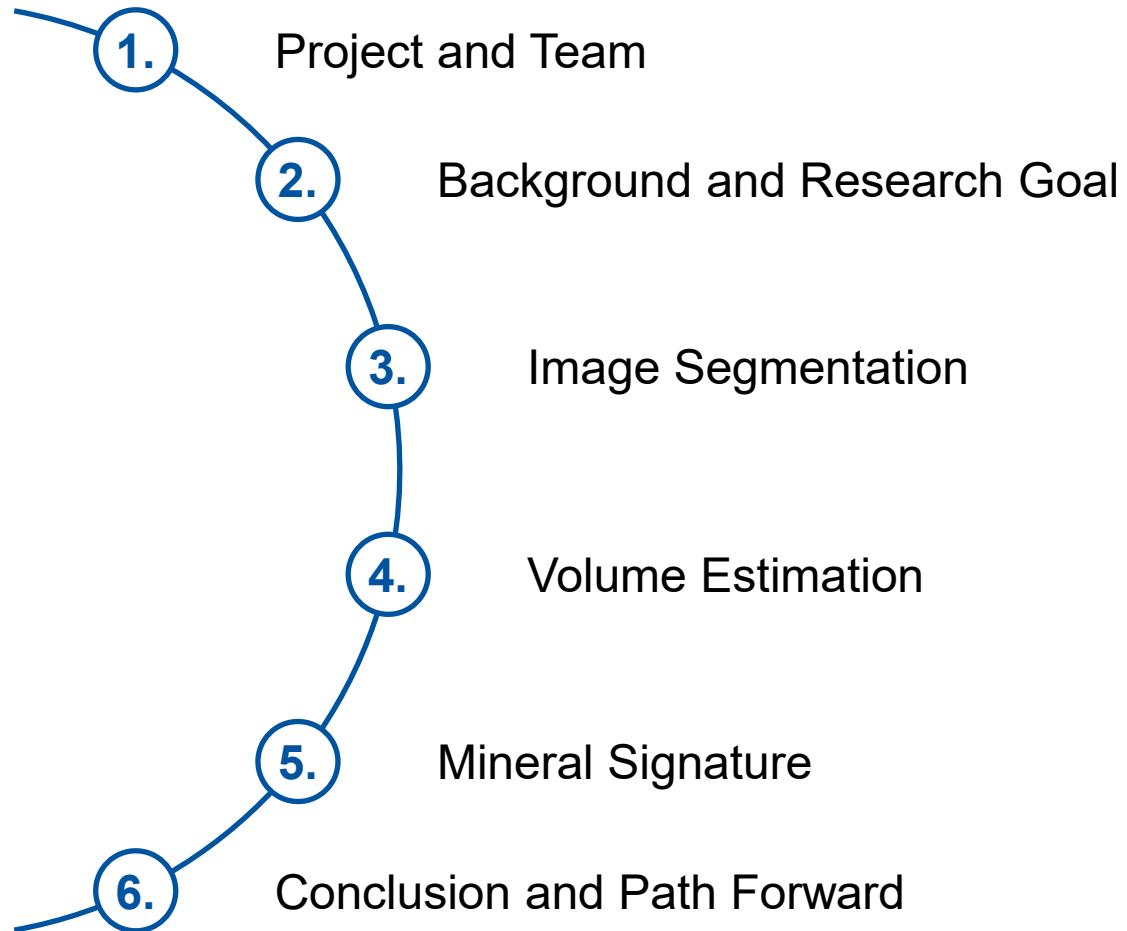 1. Project and Team
2. Background and Research Goal
3. Image Segmentation
4. Volume Estimation
5. Mineral Signature
6. Conclusion and Path Forward